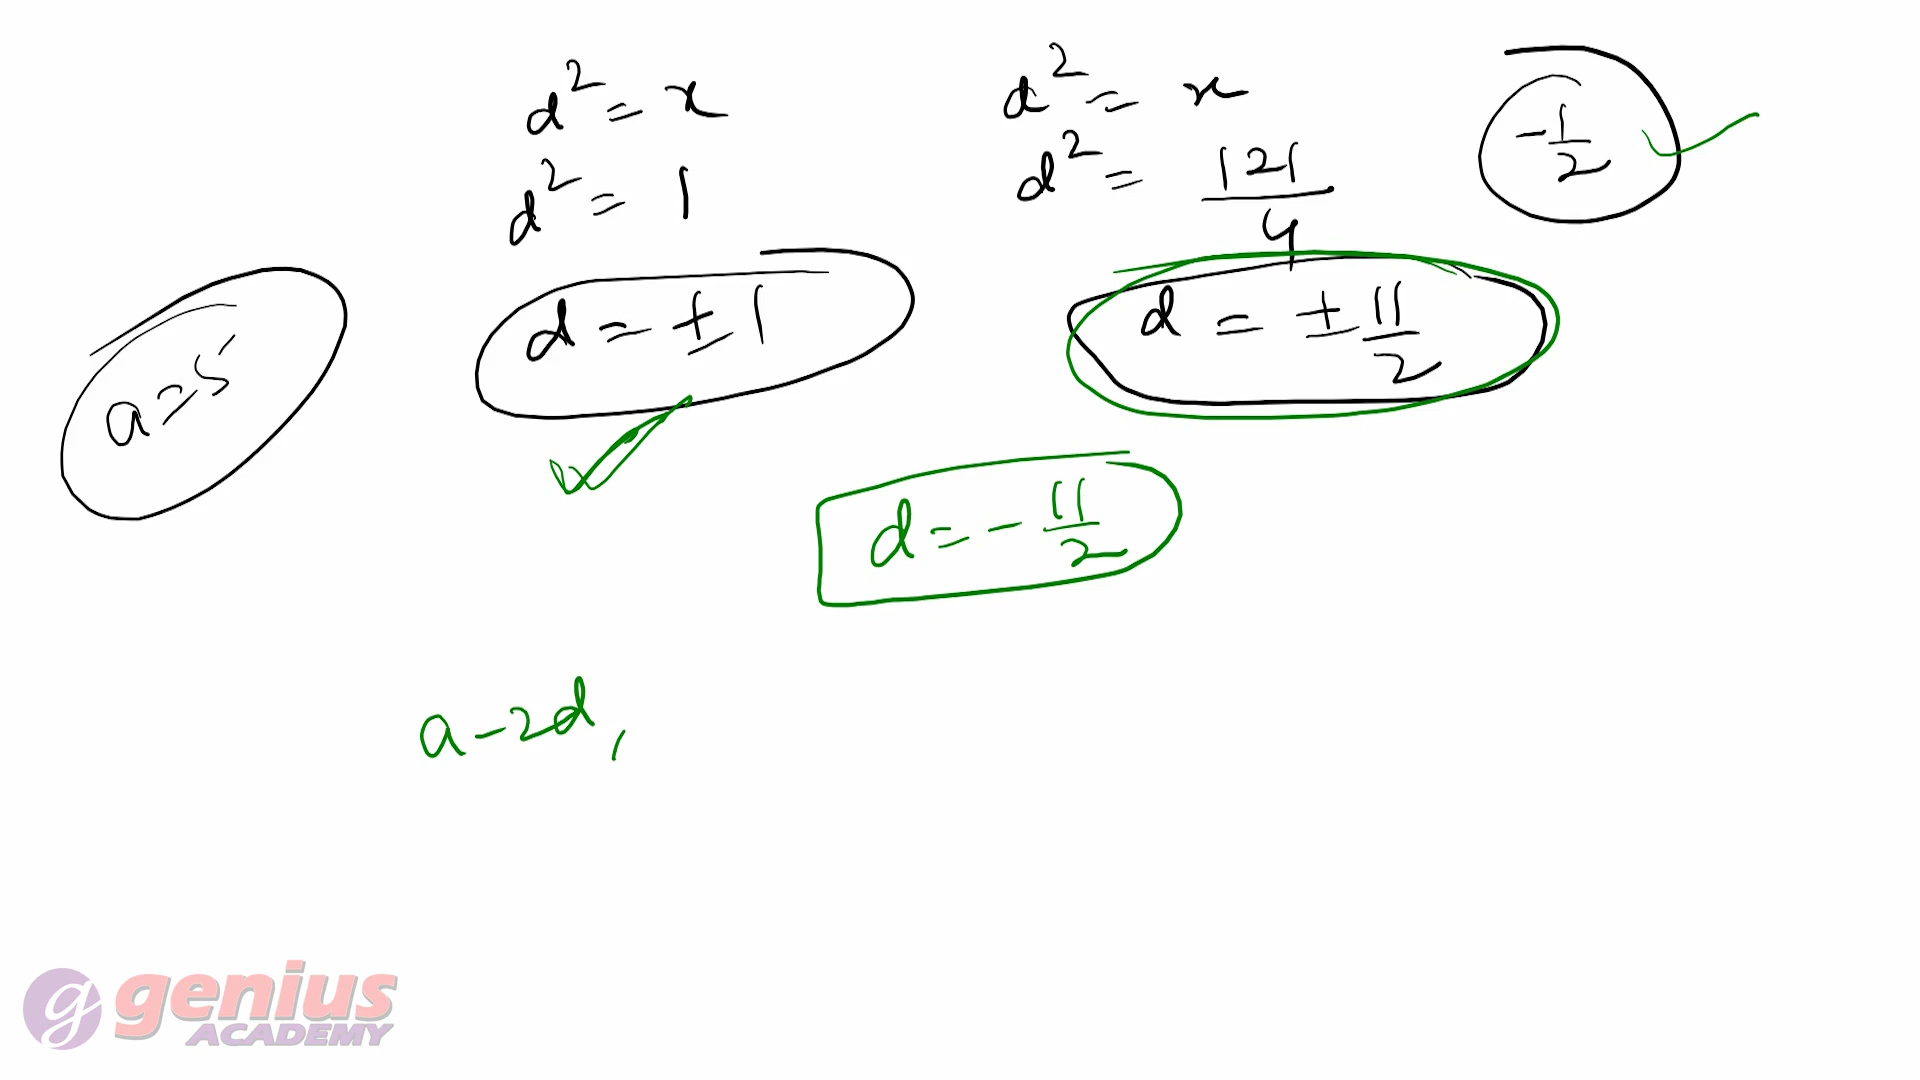 d² = x
d² = x
-1/2
d² = 1
d² = 121/4
a = 5
d = ±1
d = ± 11/2
d = - 11/2
a - 2d ,
g genius
ACADEMY